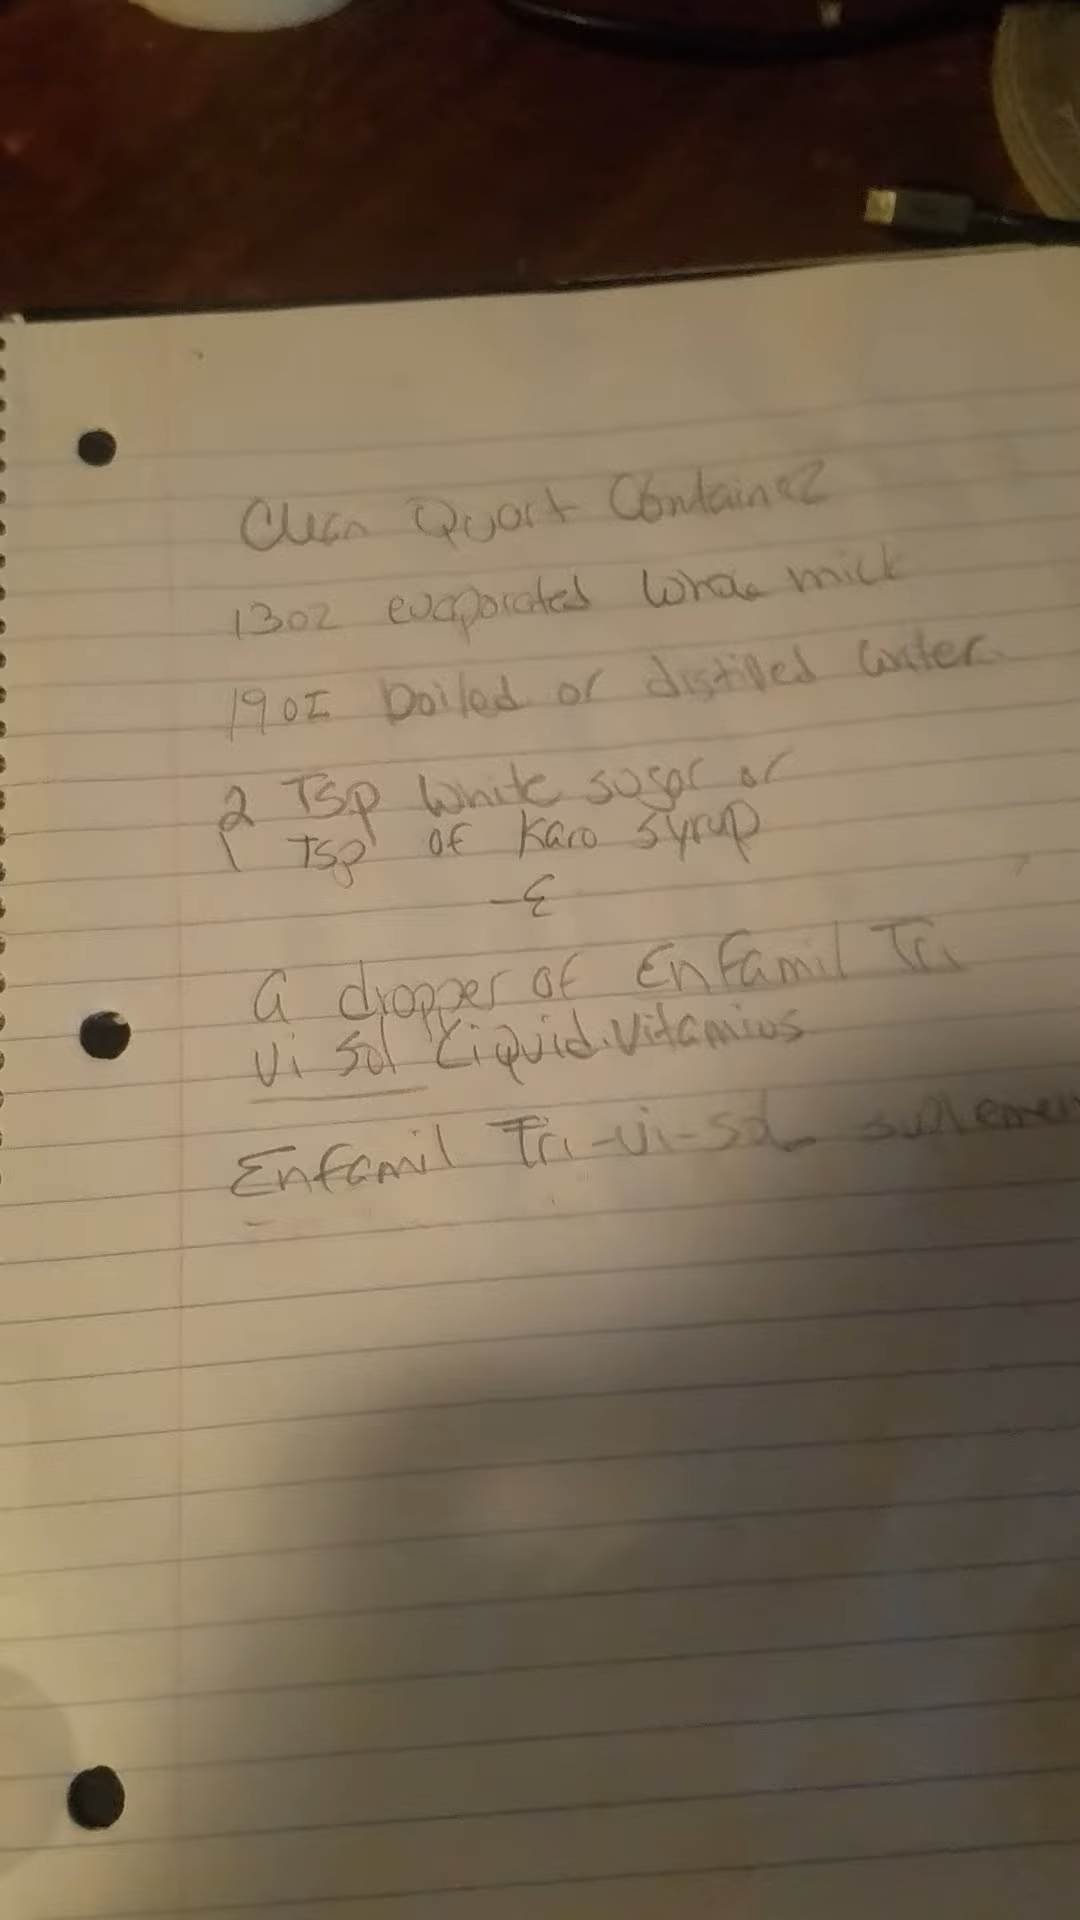 Clean Quart Container
13oz evaporated whole milk
19oz boiled or distilled water
2 Tsp White sugar or
1 Tsp of Karo syrup
&
a dropper of Enfamil Tri
Vi Sol Liquid. Vitamins
Enfamil Tri-Vi-Sol